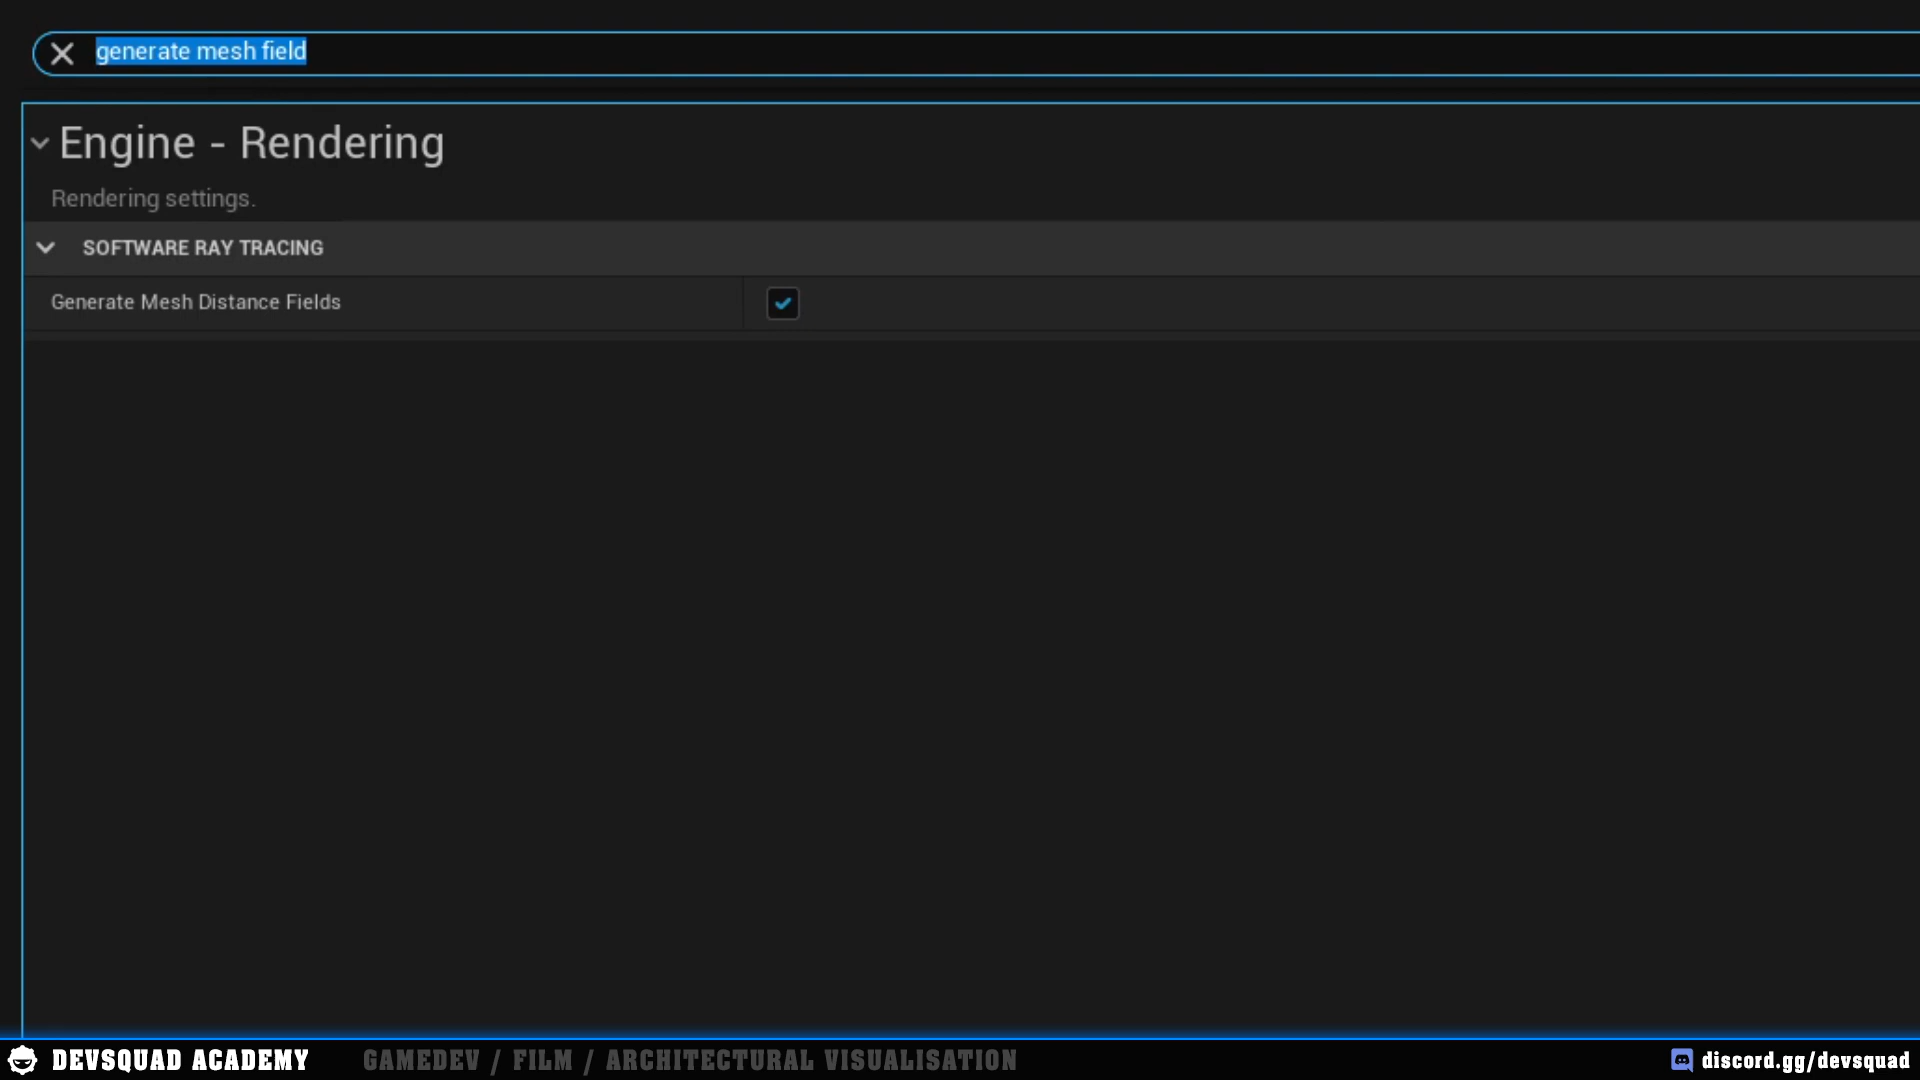 generate mesh field
Engine - Rendering
Rendering settings.
SOFTWARE RAY TRACING
Generate Mesh Distance Fields
DEVSQUAD ACADEMY GAMEDEV / FILM / ARCHITECTURAL VISUALISATION discord.gg/devsquad